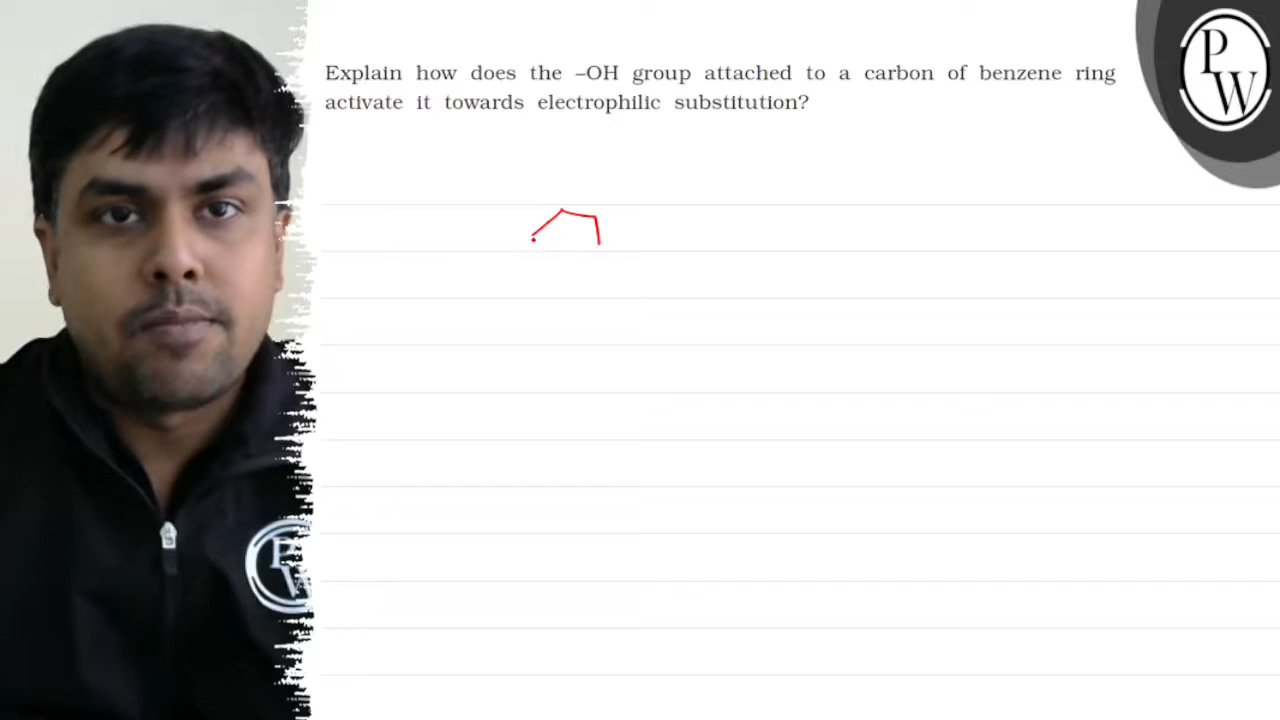 Explain how does the –OH group attached to a carbon of benzene ring
activate it towards electrophilic substitution?
P
W
P